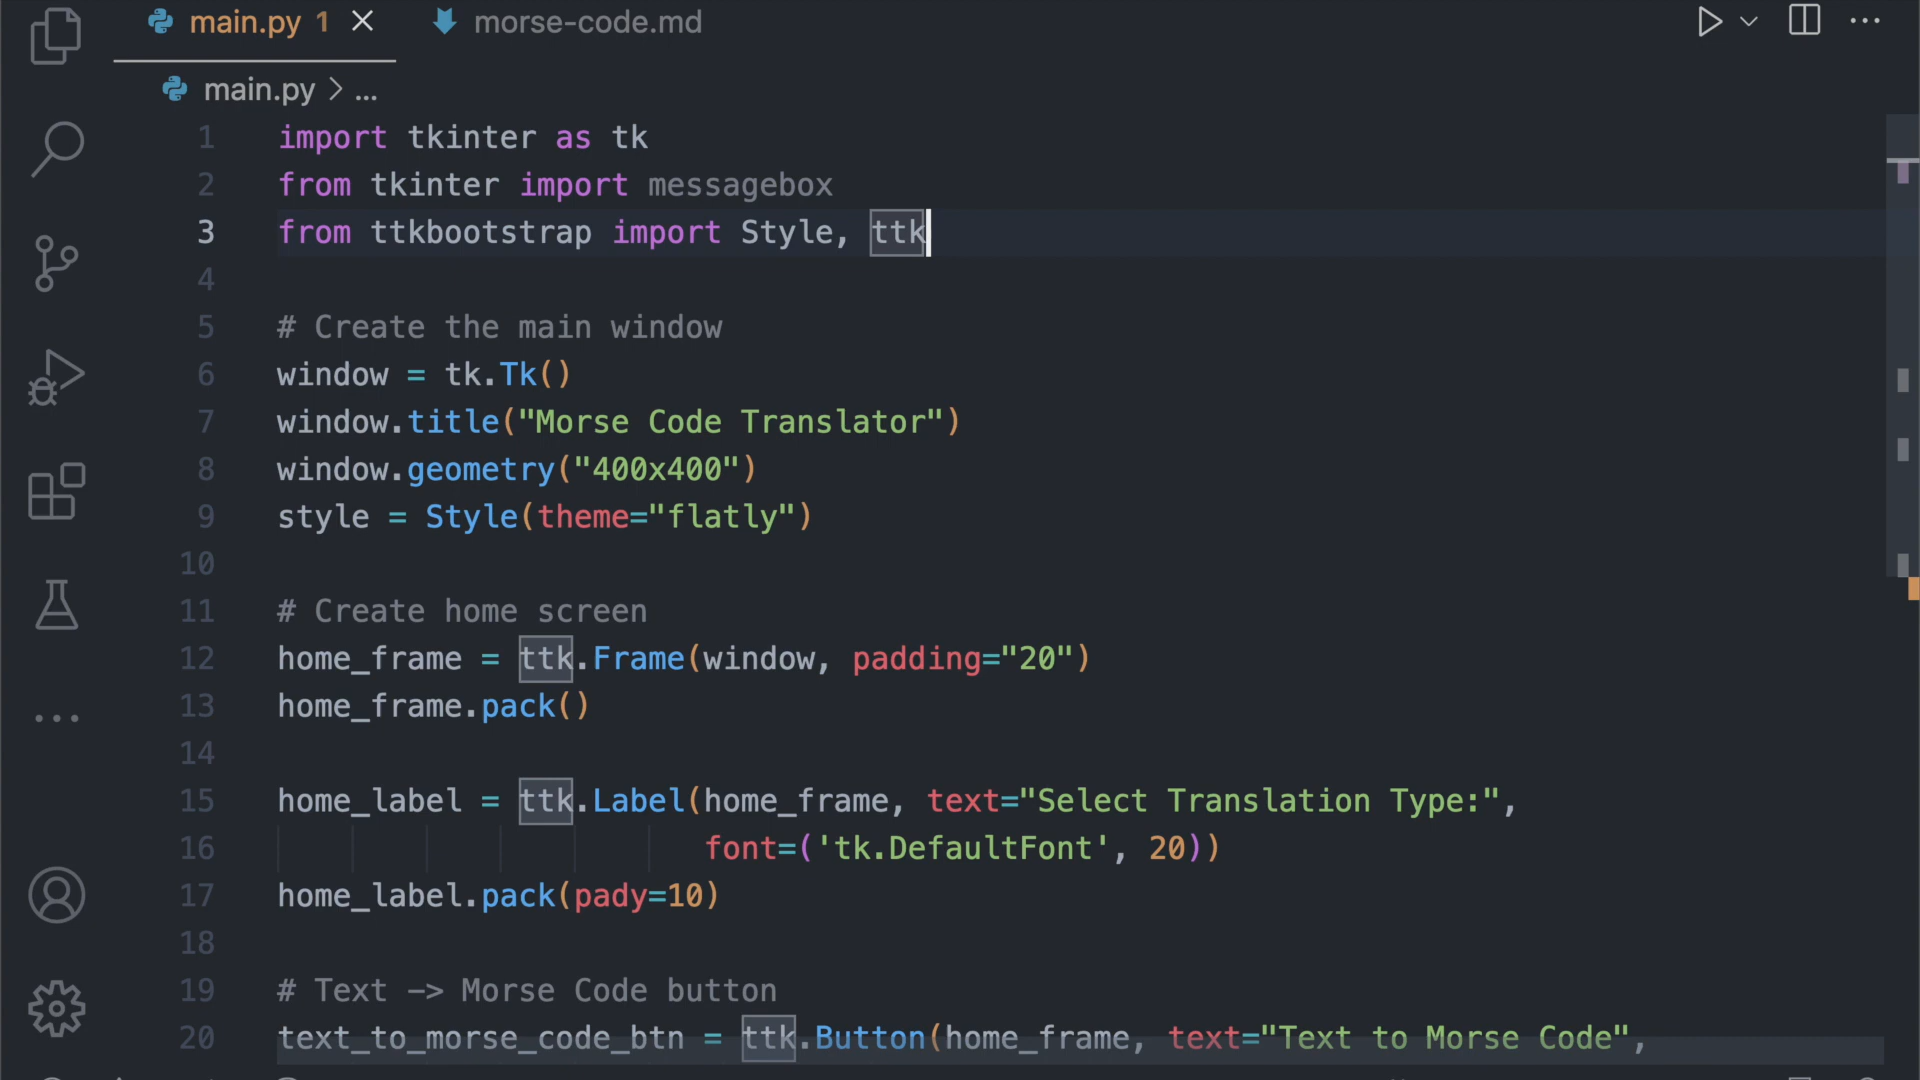 main.py 1
morse-code.md
main.py > ...
1 import tkinter as tk
2 from tkinter import messagebox
3 from ttkbootstrap import Style, ttk
4
5 # Create the main window
6 window = tk.Tk()
7 window.title("Morse Code Translator")
8 window.geometry("400x400")
9 style = Style(theme="flatly")
10
11 # Create home screen
12 home_frame = ttk.Frame(window, padding="20")
13 home_frame.pack()
14
15 home_label = ttk.Label(home_frame, text="Select Translation Type:",
16 font=('tk.DefaultFont', 20))
17 home_label.pack(pady=10)
18
19 # Text -> Morse Code button
20 text_to_morse_code_btn = ttk.Button(home_frame, text="Text to Morse Code",